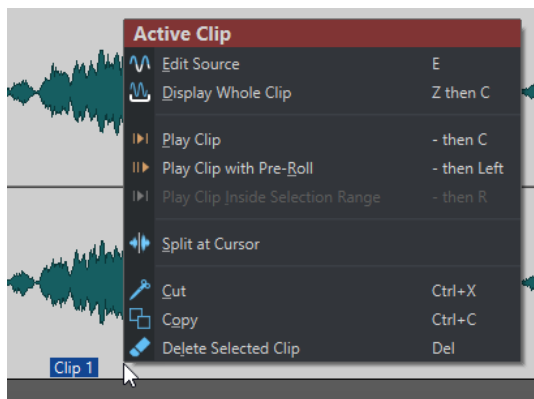 Active Clip
Edit Source E
Display Whole Clip Z then C
Play Clip - then C
Play Clip with Pre-Roll - then Left
Play Clip Inside Selection Range - then R
Split at Cursor
Cut Ctrl+X
Copy Ctrl+C
Delete Selected Clip Del
Clip 1